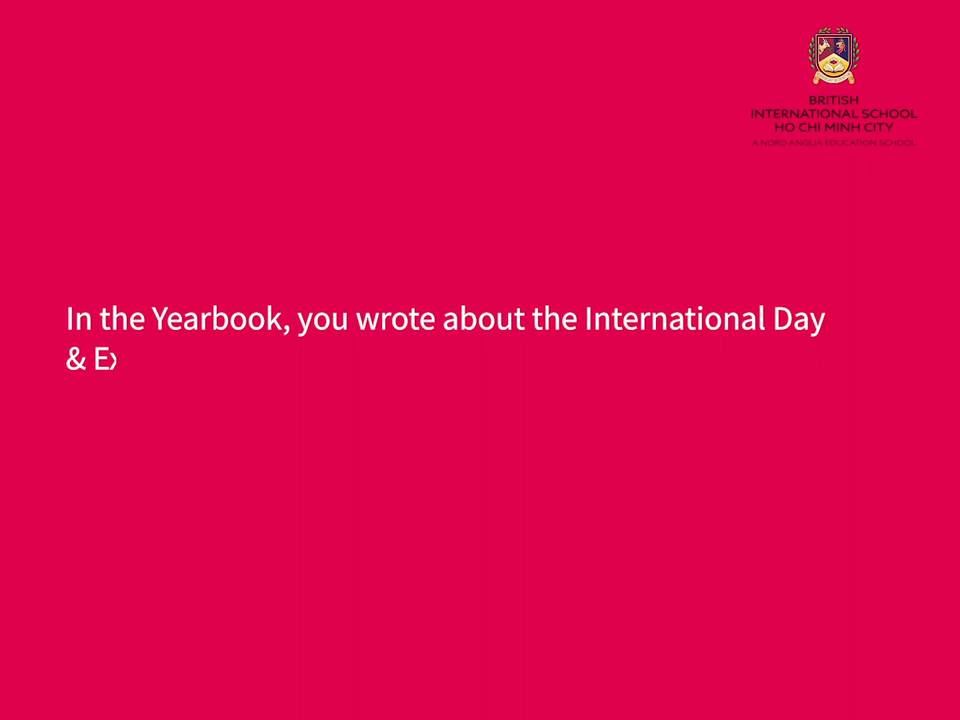 BRITISH
INTERNATIONAL SCHOOL
HO CHI MINH CITY
A NORD ANGLIA EDUCATION SCHOOL
In the Yearbook, you wrote about the International Day
& Ex